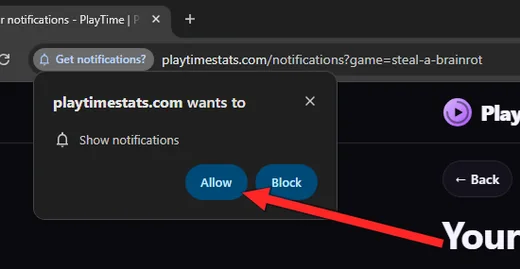 r notifications - PlayTime | P
Get notifications? playtimestats.com/notifications?game=steal-a-brainrot
playtimestats.com wants to
Show notifications
Allow Block
Play
← Back
Your